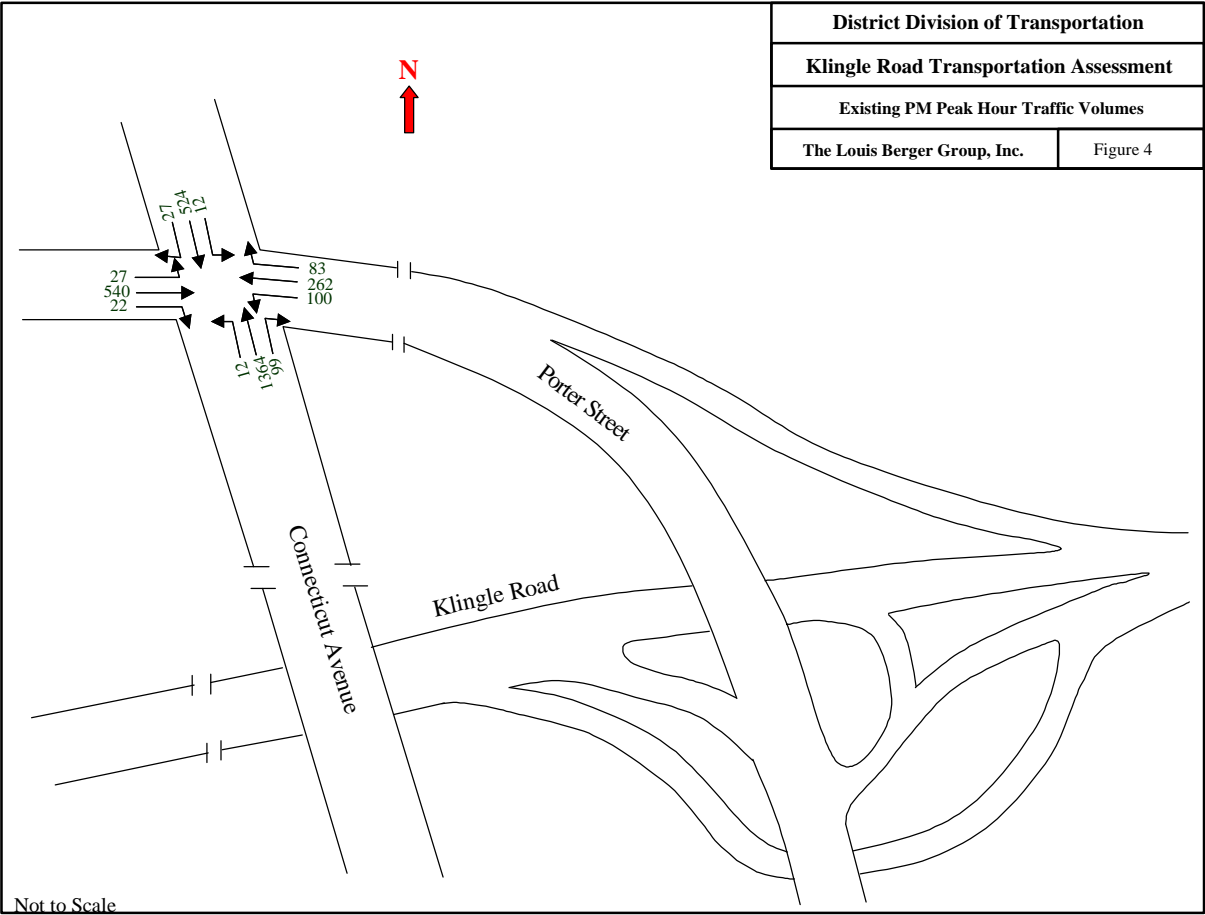 District Division of Transportation
Klingle Road Transportation Assessment
Existing PM Peak Hour Traffic Volumes
The Louis Berger Group, Inc.
Figure 4
N
27
524
12
27
540
22
83
262
100
12
1364
99
Porter Street
Connecticut Avenue
Klingle Road
Not to Scale